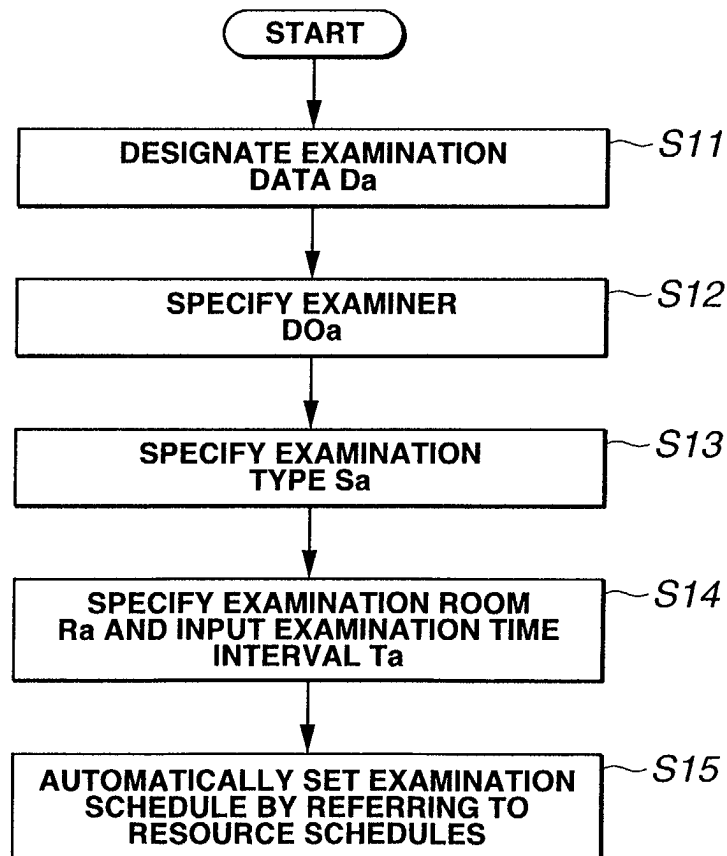 START
DESIGNATE EXAMINATION
DATA Da
S11
SPECIFY EXAMINER
DOa
S12
SPECIFY EXAMINATION
TYPE Sa
S13
SPECIFY EXAMINATION ROOM
Ra AND INPUT EXAMINATION TIME
INTERVAL Ta
S14
AUTOMATICALLY SET EXAMINATION
SCHEDULE BY REFERRING TO
RESOURCE SCHEDULES
S15